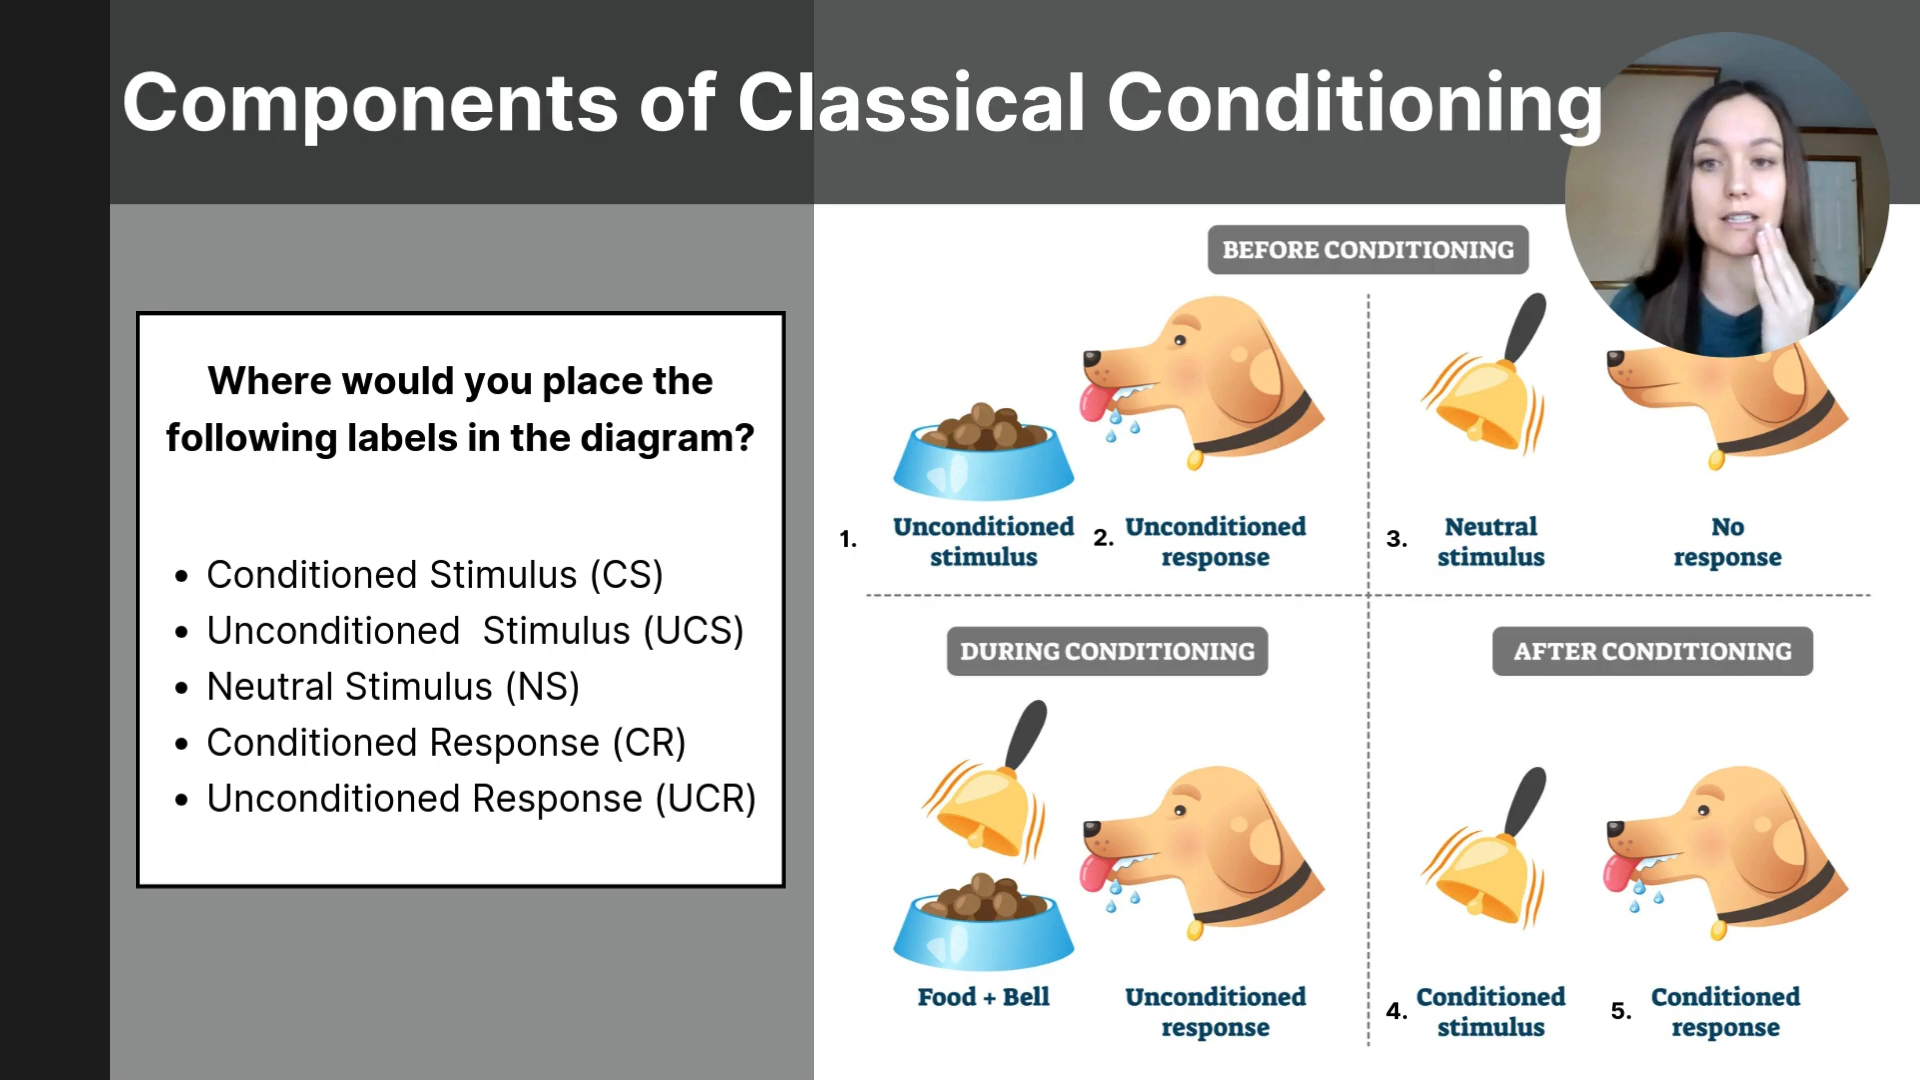 Components of Classical Conditioning
Where would you place the
following labels in the diagram?
• Conditioned Stimulus (CS)
• Unconditioned Stimulus (UCS)
• Neutral Stimulus (NS)
• Conditioned Response (CR)
• Unconditioned Response (UCR)
BEFORE CONDITIONING
1. Unconditioned
stimulus
2. Unconditioned
response
3. Neutral
stimulus
No
response
DURING CONDITIONING
Food + Bell
Unconditioned
response
AFTER CONDITIONING
4. Conditioned
stimulus
5. Conditioned
response